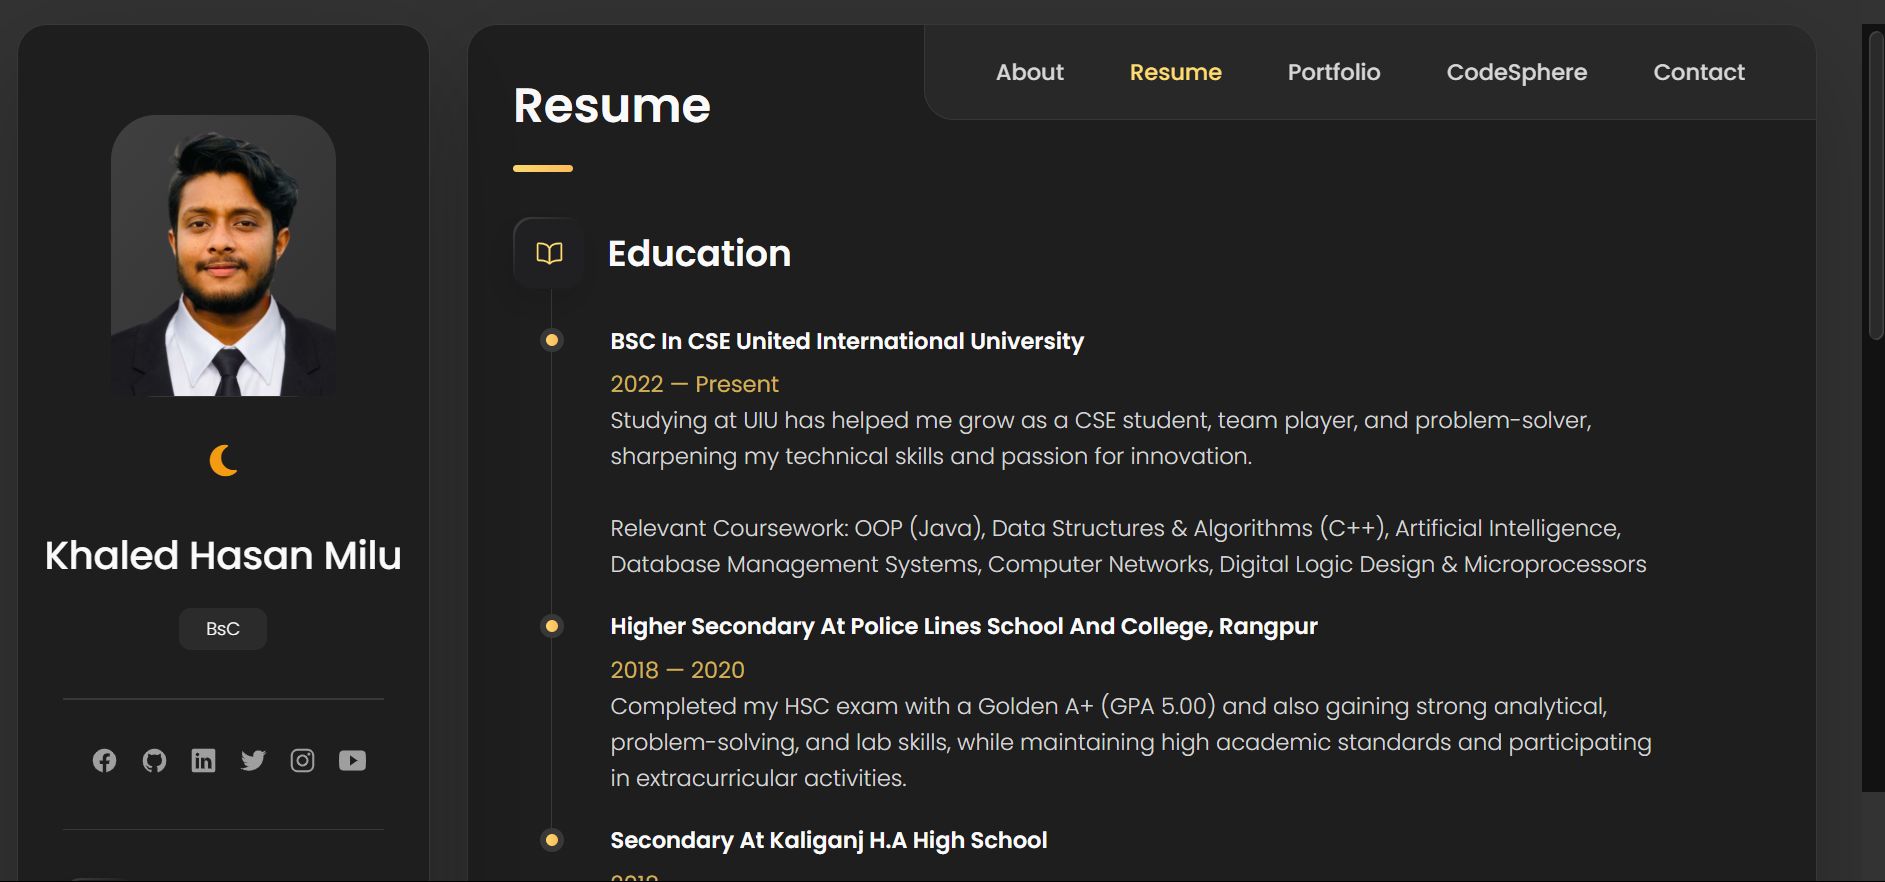 About
Resume
Portfolio
CodeSphere
Contact
Resume
Khaled Hasan Milu
BsC
Education
BSC In CSE United International University
2022 — Present
Studying at UIU has helped me grow as a CSE student, team player, and problem-solver,
sharpening my technical skills and passion for innovation.
Relevant Coursework: OOP (Java), Data Structures & Algorithms (C++), Artificial Intelligence,
Database Management Systems, Computer Networks, Digital Logic Design & Microprocessors
Higher Secondary At Police Lines School And College, Rangpur
2018 — 2020
Completed my HSC exam with a Golden A+ (GPA 5.00) and also gaining strong analytical,
problem-solving, and lab skills, while maintaining high academic standards and participating
in extracurricular activities.
Secondary At Kaliganj H.A High School